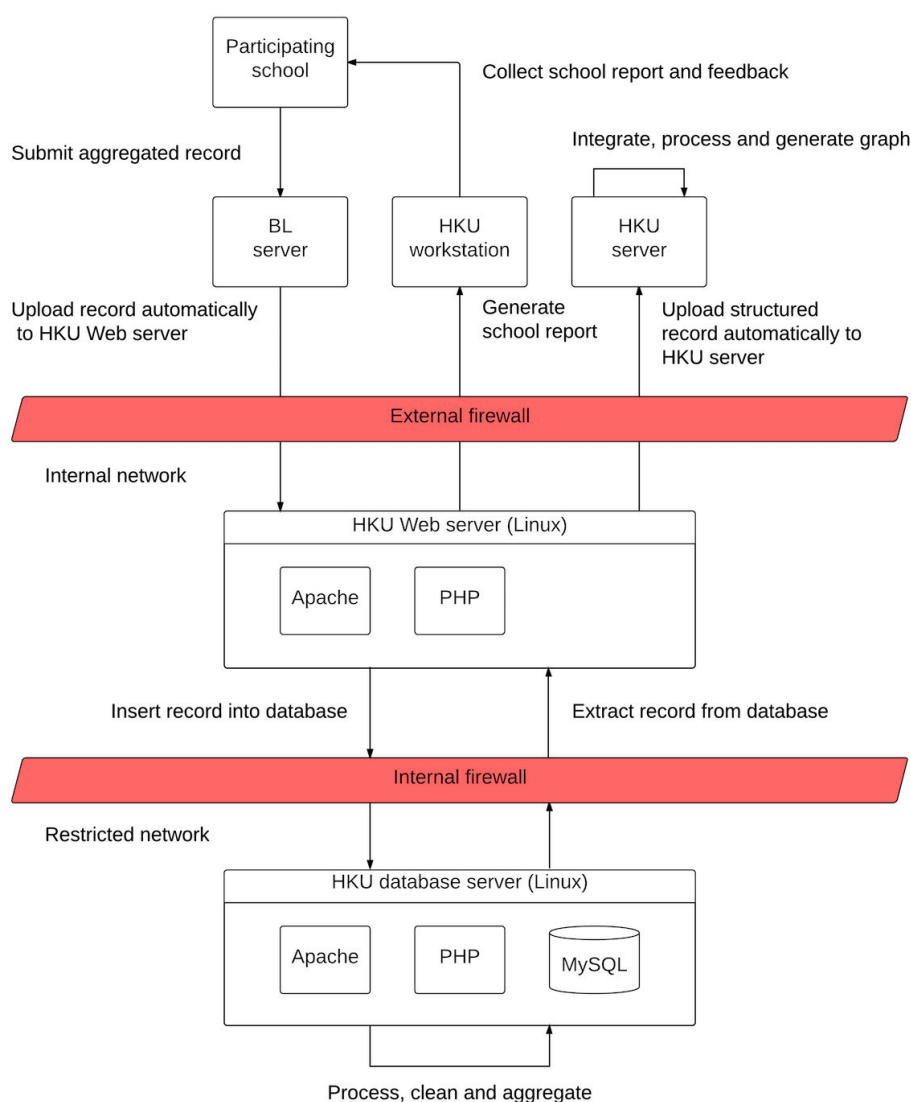 Participating
school
Collect school report and feedback
Submit aggregated record
Integrate, process and generate graph
BL
server
HKU
workstation
HKU
server
Upload record automatically
to HKU Web server
Generate
school report
Upload structured
record automatically to
HKU server
External firewall
Internal network
HKU Web server (Linux)
Apache
PHP
Insert record into database
Extract record from database
Internal firewall
Restricted network
HKU database server (Linux)
Apache
PHP
MySQL
Process, clean and aggregate